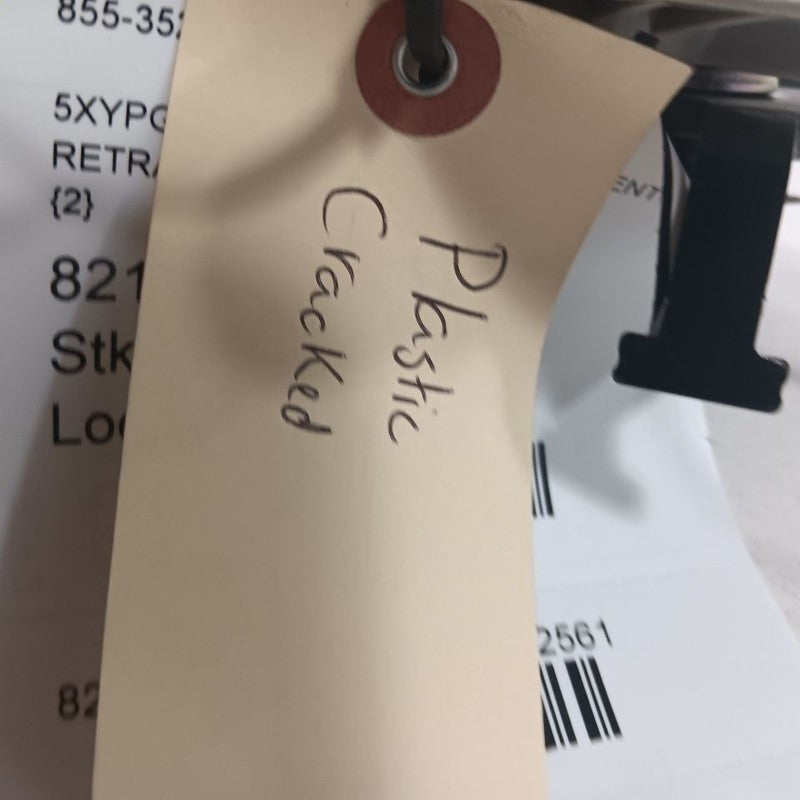 855-352
5XYPG
RETRA
{2}
ENT
821
Stk
Loc
Plastic
Cracked
2561
82